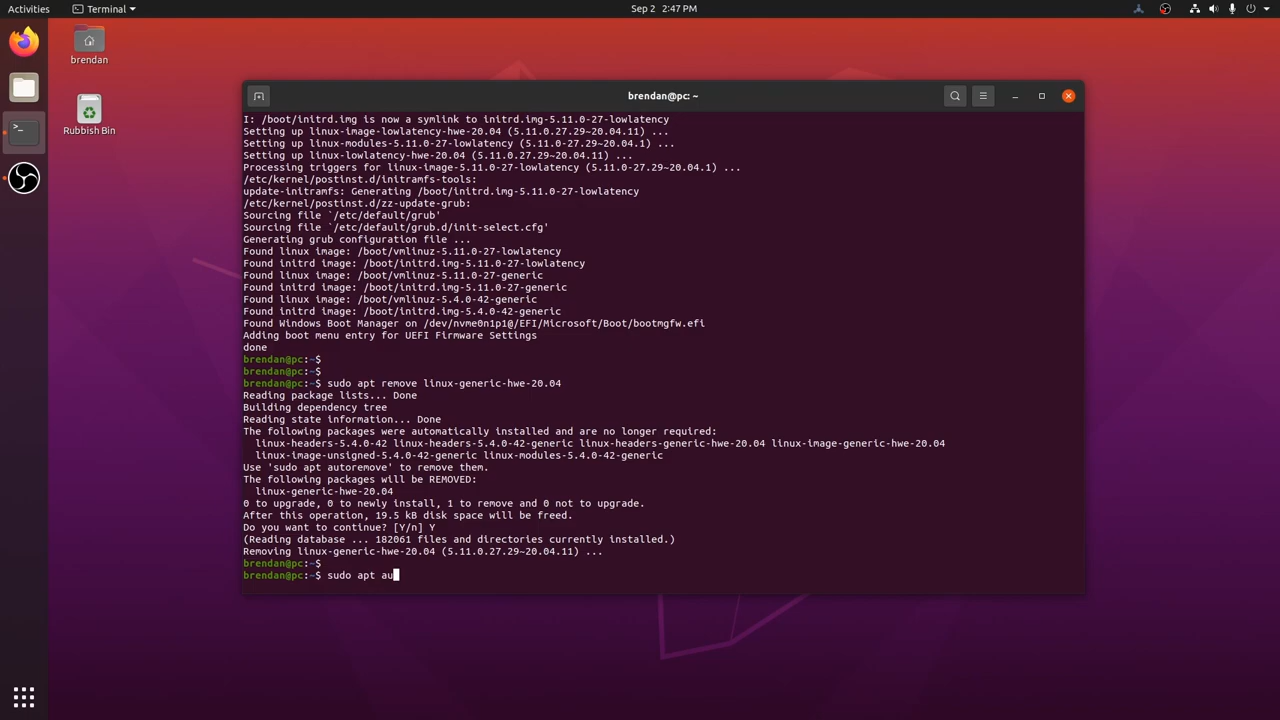 Activities
Terminal
Sep 2 2:47 PM
brendan
Rubbish Bin
brendan@pc: ~
I: /boot/initrd.img is now a symlink to initrd.img-5.11.0-27-lowlatency
Setting up linux-image-lowlatency-hwe-20.04 (5.11.0.27.29~20.04.11) ...
Setting up linux-modules-5.11.0-27-lowlatency (5.11.0-27.29~20.04.1) ...
Setting up linux-lowlatency-hwe-20.04 (5.11.0.27.29~20.04.11) ...
Processing triggers for linux-image-5.11.0-27-lowlatency (5.11.0-27.29~20.04.1) ...
/etc/kernel/postinst.d/initramfs-tools:
update-initramfs: Generating /boot/initrd.img-5.11.0-27-lowlatency
/etc/kernel/postinst.d/zz-update-grub:
Sourcing file `/etc/default/grub'
Sourcing file `/etc/default/grub.d/init-select.cfg'
Generating grub configuration file ...
Found linux image: /boot/vmlinuz-5.11.0-27-lowlatency
Found initrd image: /boot/initrd.img-5.11.0-27-lowlatency
Found linux image: /boot/vmlinuz-5.11.0-27-generic
Found initrd image: /boot/initrd.img-5.11.0-27-generic
Found linux image: /boot/vmlinuz-5.4.0-42-generic
Found initrd image: /boot/initrd.img-5.4.0-42-generic
Found Windows Boot Manager on /dev/nvme0n1p1@/EFI/Microsoft/Boot/bootmgfw.efi
Adding boot menu entry for UEFI Firmware Settings
done
brendan@pc:~$
brendan@pc:~$
brendan@pc:~$ sudo apt remove linux-generic-hwe-20.04
Reading package lists... Done
Building dependency tree
Reading state information... Done
The following packages were automatically installed and are no longer required:
linux-headers-5.4.0-42 linux-headers-5.4.0-42-generic linux-headers-generic-hwe-20.04 linux-image-generic-hwe-20.04
linux-image-unsigned-5.4.0-42-generic linux-modules-5.4.0-42-generic
Use 'sudo apt autoremove' to remove them.
The following packages will be REMOVED:
linux-generic-hwe-20.04
0 to upgrade, 0 to newly install, 1 to remove and 0 not to upgrade.
After this operation, 19.5 kB disk space will be freed.
Do you want to continue? [Y/n] Y
(Reading database ... 182061 files and directories currently installed.)
Removing linux-generic-hwe-20.04 (5.11.0.27.29~20.04.11) ...
brendan@pc:~$
brendan@pc:~$ sudo apt au